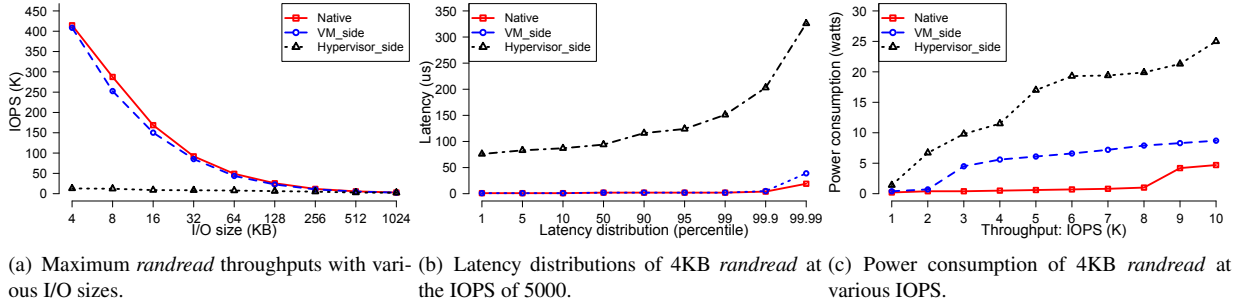 450
400
350
300
250
200
150
100
50
0
IOPS (K)
Native
VM_side
Hypervisor_side
4 8 16 32 64 128 256 512 1024
I/O size (KB)
350
300
250
200
150
100
50
0
Latency (us)
Native
VM_side
Hypervisor_side
1 5 10 50 90 95 99 99.9 99.99
Latency distribution (percentile)
30
25
20
15
10
5
0
Power consumption (watts)
Native
VM_side
Hypervisor_side
1 2 3 4 5 6 7 8 9 10
Throughput: IOPS (K)
(a) Maximum randread throughputs with vari-
ous I/O sizes.
(b) Latency distributions of 4KB randread at
the IOPS of 5000.
(c) Power consumption of 4KB randread at
various IOPS.